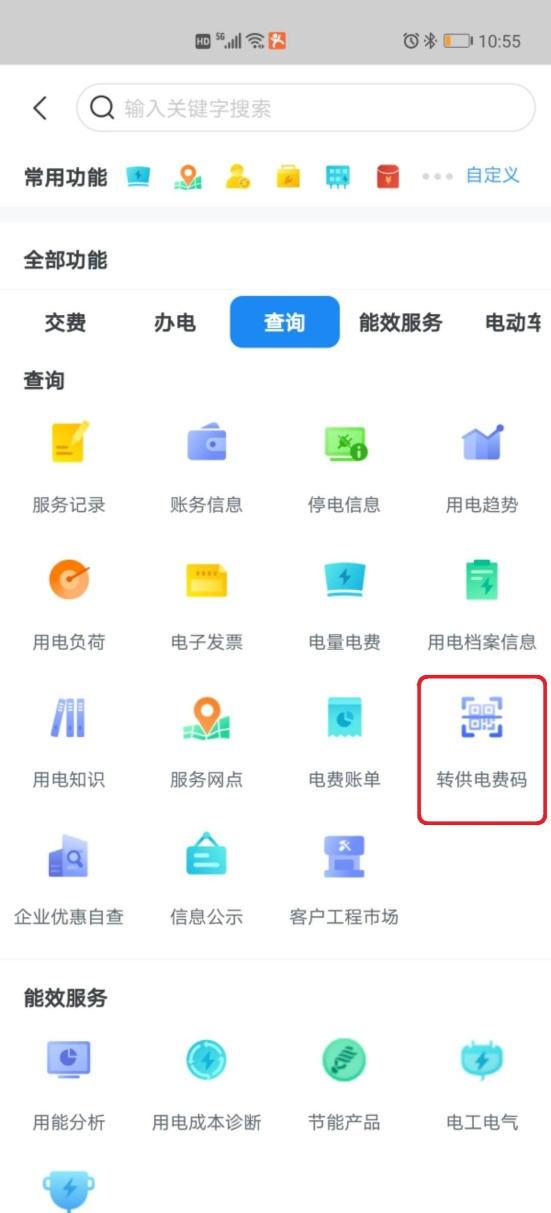 HD 5G 10:55
输入关键字搜索
常用功能 自定义
全部功能
交费 办电 查询 能效服务 电动车
查询
服务记录 账务信息 停电信息 用电趋势
用电负荷 电子发票 电量电费 用电档案信息
用电知识 服务网点 电费账单 转供电费码
企业优惠自查 信息公示 客户工程市场
能效服务
用能分析 用电成本诊断 节能产品 电工电气